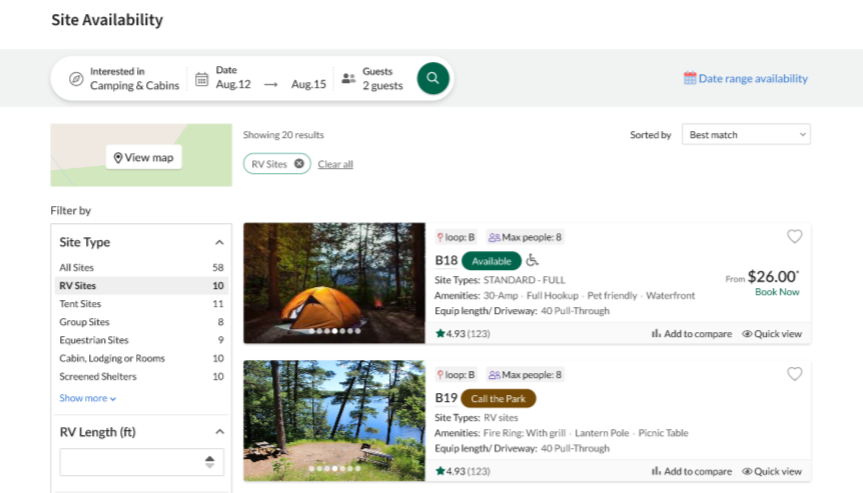 Site Availability
Interested in
Camping & Cabins
Date
Aug.12 → Aug.15
Guests
2 guests
Date range availability
View map
Showing 20 results
Sorted by Best match
RV Sites Clear all
Filter by
Site Type
All Sites 58
RV Sites 10
Tent Sites 11
Group Sites 8
Equestrian Sites 9
Cabin, Lodging or Rooms 10
Screened Shelters 10
Show more
RV Length (ft)
loop: B Max people: 8
B18 Available
Site Types: STANDARD - FULL
Amenities: 30-Amp · Full Hookup · Pet friendly · Waterfront
Equip length/ Driveway: 40 Pull-Through
From $26.00*
Book Now
4.93 (123)
Add to compare Quick view
loop: B Max people: 8
B19 Call the Park
Site Types: RV sites
Amenities: Fire Ring: With grill · Lantern Pole · Picnic Table
Equip length/ Driveway: 40 Pull-Through
4.93 (123)
Add to compare Quick view